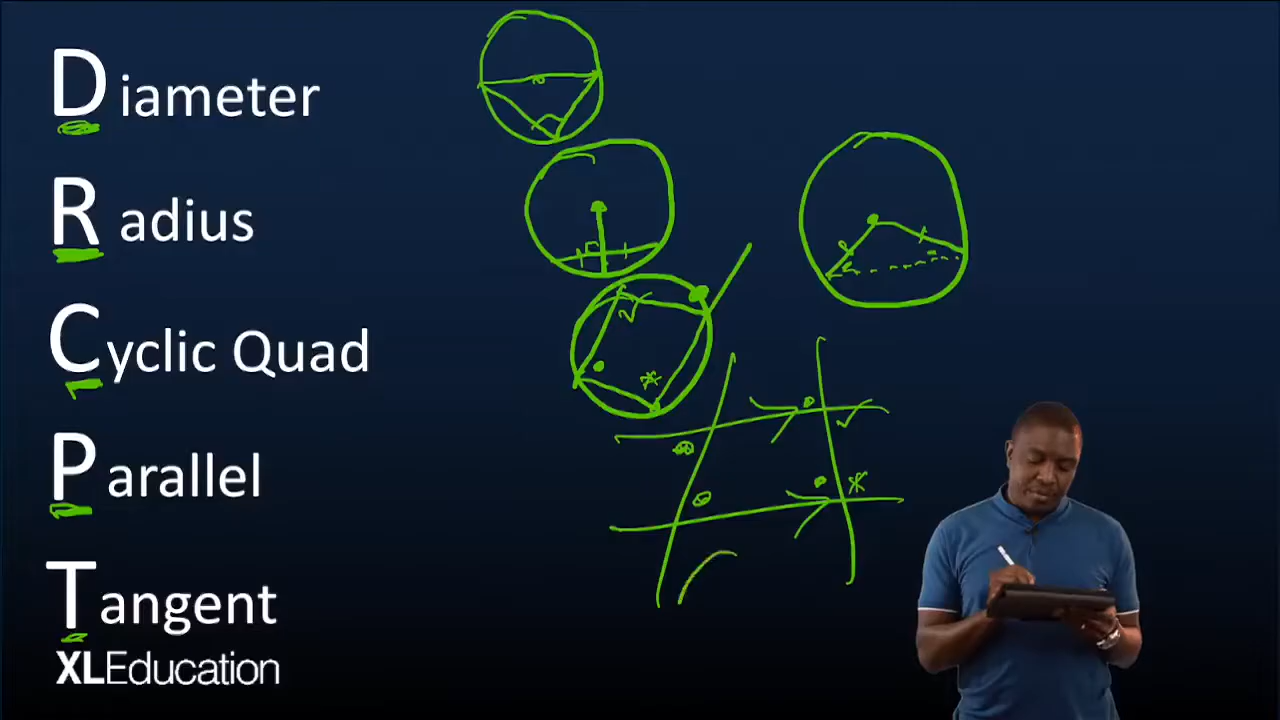 Diameter
Radius
Cyclic Quad
Parallel
Tangent
XLEducation